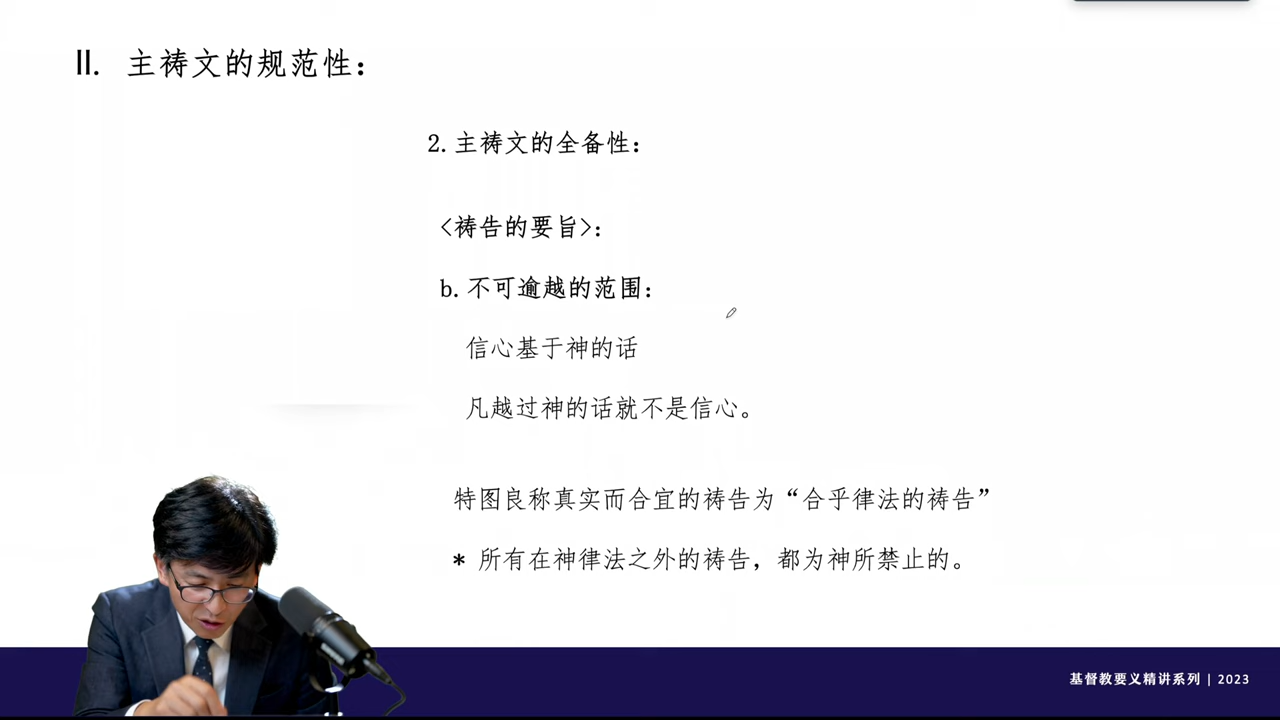 II. 主祷文的规范性：
2.主祷文的全备性：
<祷告的要旨>：
b.不可逾越的范围：
信心基于神的话
凡越过神的话就不是信心。
特图良称真实而合宜的祷告为“合乎律法的祷告”
* 所有在神律法之外的祷告，都为神所禁止的。
基督教要义精讲系列 | 2023